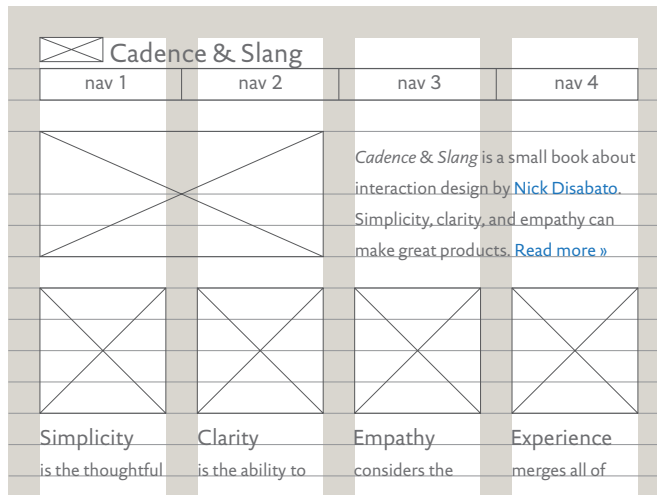 Cadence & Slang
nav 1 nav 2 nav 3 nav 4
Cadence & Slang is a small book about
interaction design by Nick Disabato.
Simplicity, clarity, and empathy can
make great products. Read more »
Simplicity Clarity Empathy Experience
is the thoughtful is the ability to considers the merges all of